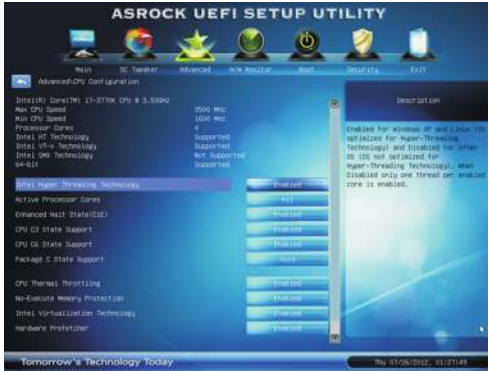 ASROCK UEFI SETUP UTILITY
Main OC Tweaker Advanced H/W Monitor Boot Security Exit
Advanced\CPU Configuration
Intel(R) Core(TM) i7-3770K CPU @ 3.50GHz
Max CPU Speed 3500 MHz
Min CPU Speed 1600 MHz
Processor Cores 4
Intel HT Technology Supported
Intel VT-x Technology Supported
Intel SMX Technology Not Supported
64-bit Supported
Intel Hyper Threading Technology Enabled
Active Processor Cores All
Enhanced Halt State(C1E) Enabled
CPU C3 State Support Enabled
CPU C6 State Support Enabled
Package C State Support Auto
CPU Thermal Throttling Enabled
No-Execute Memory Protection Enabled
Intel Virtualization Technology Enabled
Hardware Prefetcher Enabled
Description
Enabled for Windows XP and Linux (OS
optimized for Hyper-Threading
Technology) and Disabled for other
OS (OS not optimized for
Hyper-Threading Technology). When
Disabled only one thread per enabled
core is enabled.
Tomorrow's Technology Today
Thu 07/26/2012, 01:27:49